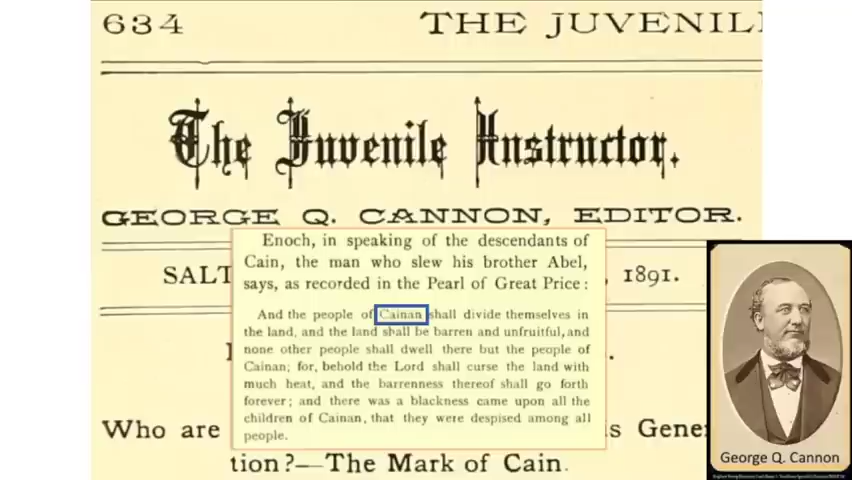 634 THE JUVENIL
The Juvenile Instructor.
GEORGE Q. CANNON, EDITOR.
SALT , 1891.
Enoch, in speaking of the descendants of
Cain, the man who slew his brother Abel,
says, as recorded in the Pearl of Great Price:
And the people of Cainan shall divide themselves in
the land, and the land shall be barren and unfruitful, and
none other people shall dwell there but the people of
Cainan; for, behold the Lord shall curse the land with
much heat, and the barrenness thereof shall go forth
forever; and there was a blackness came upon all the
children of Cainan, that they were despised among all
people.
Who are is Gener
tion?—The Mark of Cain.
George Q. Cannon